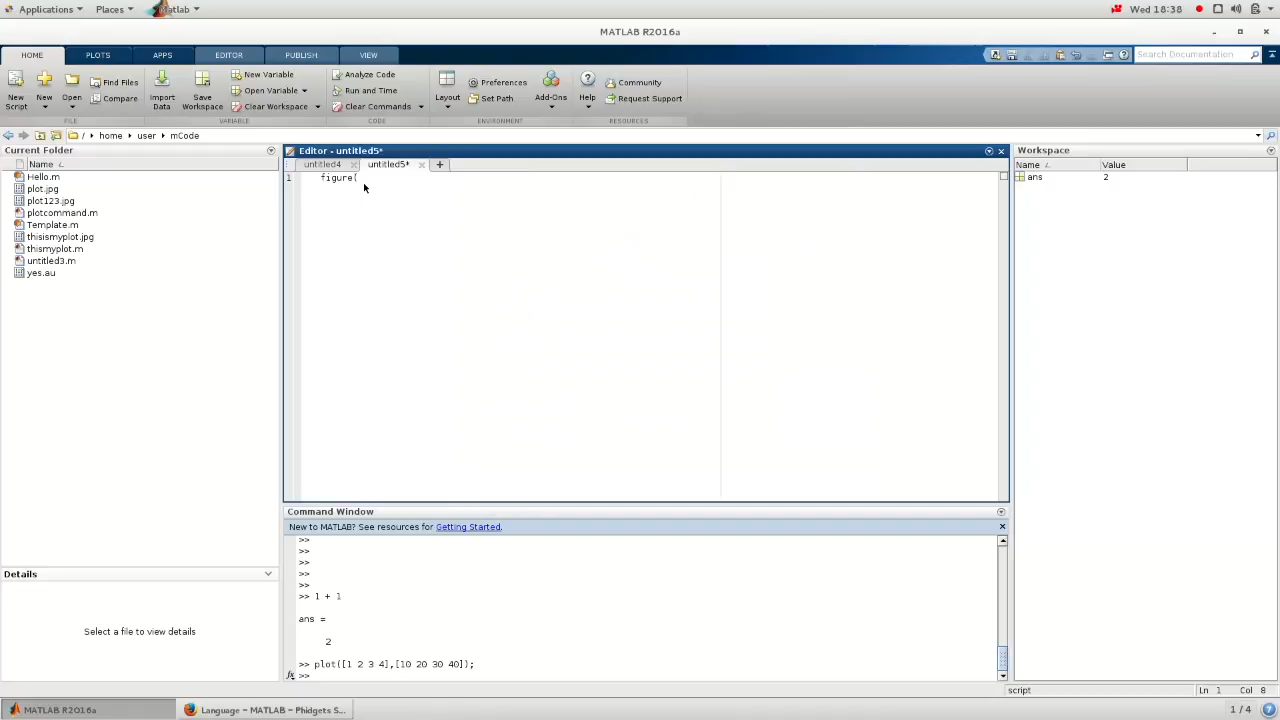 Applications Places Matlab Wed 18:38
MATLAB R2016a
HOME PLOTS APPS EDITOR PUBLISH VIEW Search Documentation
New Script New Open Find Files Compare Import Data Save Workspace New Variable Open Variable Clear Workspace Analyze Code Run and Time Clear Commands Layout Preferences Set Path Add-Ons Help Community Request Support
FILE VARIABLE CODE ENVIRONMENT RESOURCES
/ home user mCode
Current Folder
Name
Hello.m
plot.jpg
plot123.jpg
plotcommand.m
Template.m
thisismyplot.jpg
thismyplot.m
untitled3.m
yes.au
Details
Select a file to view details
Editor - untitled5*
untitled4 untitled5* +
1 figure(
Command Window
New to MATLAB? See resources for Getting Started.
>>
>>
>>
>>
>>
>> 1 + 1
ans =
2
>> plot([1 2 3 4],[10 20 30 40]);
fx >>
Workspace
Name Value
ans 2
script Ln 1 Col 8
MATLAB R2016a Language - MATLAB - Phidgets S... 1 / 4 ?